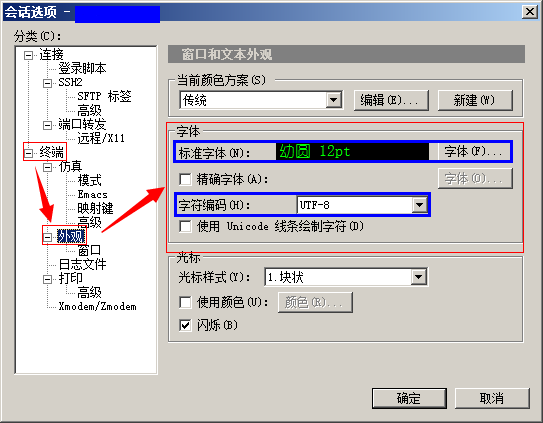 会话选项 -
分类(C):
连接
登录脚本
SSH2
SFTP 标签
高级
端口转发
远程/X11
终端
仿真
模式
Emacs
映射键
高级
外观
窗口
日志文件
打印
高级
Xmodem/Zmodem
窗口和文本外观
当前颜色方案(S)
传统
编辑(E)...
新建(W)
字体
标准字体(N):
幼圆 12pt
字体(F)...
精确字体(A):
字体(O)...
字符编码(H):
UTF-8
使用 Unicode 线条绘制字符(D)
光标
光标样式(Y):
1.块状
使用颜色(U):
颜色(R)...
闪烁(B)
确定
取消